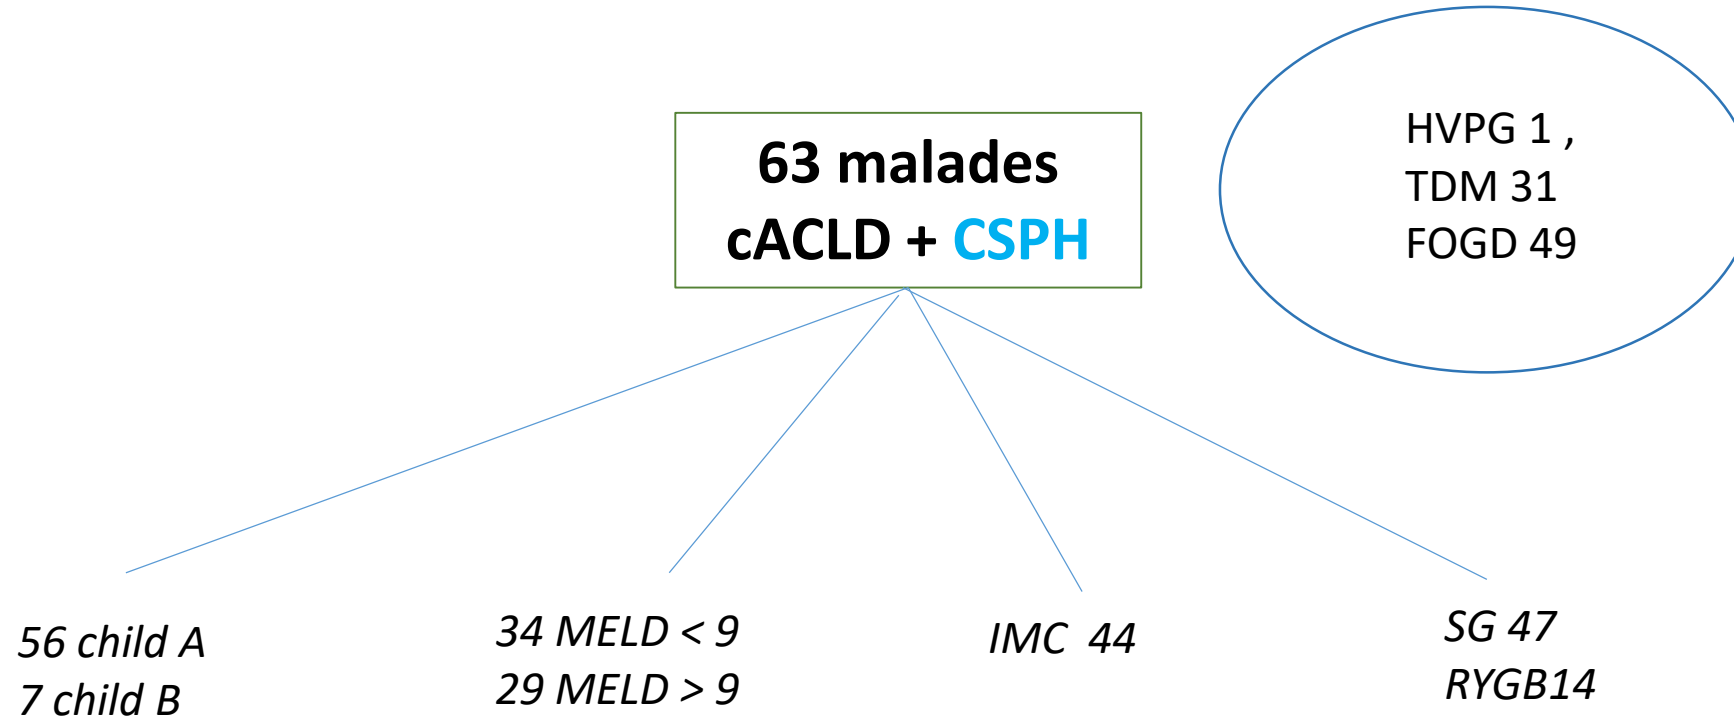 63 malades
cACLD + CSPH
HVPG 1 ,
TDM 31
FOGD 49
56 child A
7 child B
34 MELD < 9
29 MELD > 9
IMC 44
SG 47
RYGB14